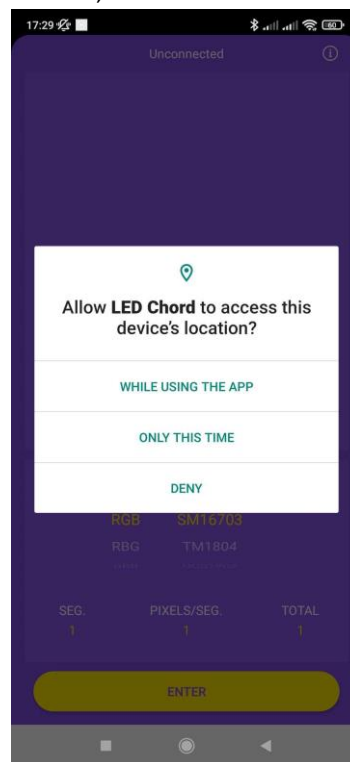 17:29
60
Unconnected
Allow LED Chord to access this
device's location?
WHILE USING THE APP
ONLY THIS TIME
DENY
RGB SM16703
RBG TM1804
SEG. PIXELS/SEG. TOTAL
1 1 1
ENTER